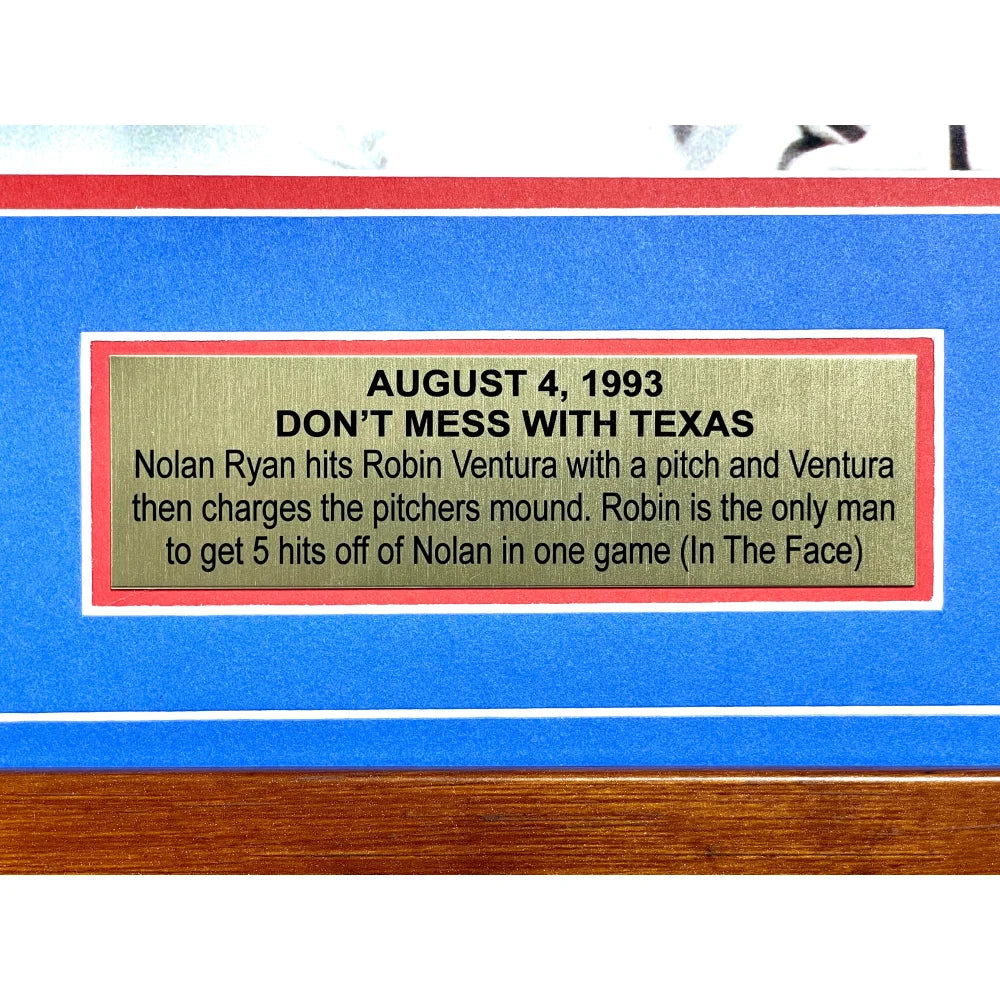 AUGUST 4, 1993
DON’T MESS WITH TEXAS
Nolan Ryan hits Robin Ventura with a pitch and Ventura
then charges the pitchers mound. Robin is the only man
to get 5 hits off of Nolan in one game (In The Face)